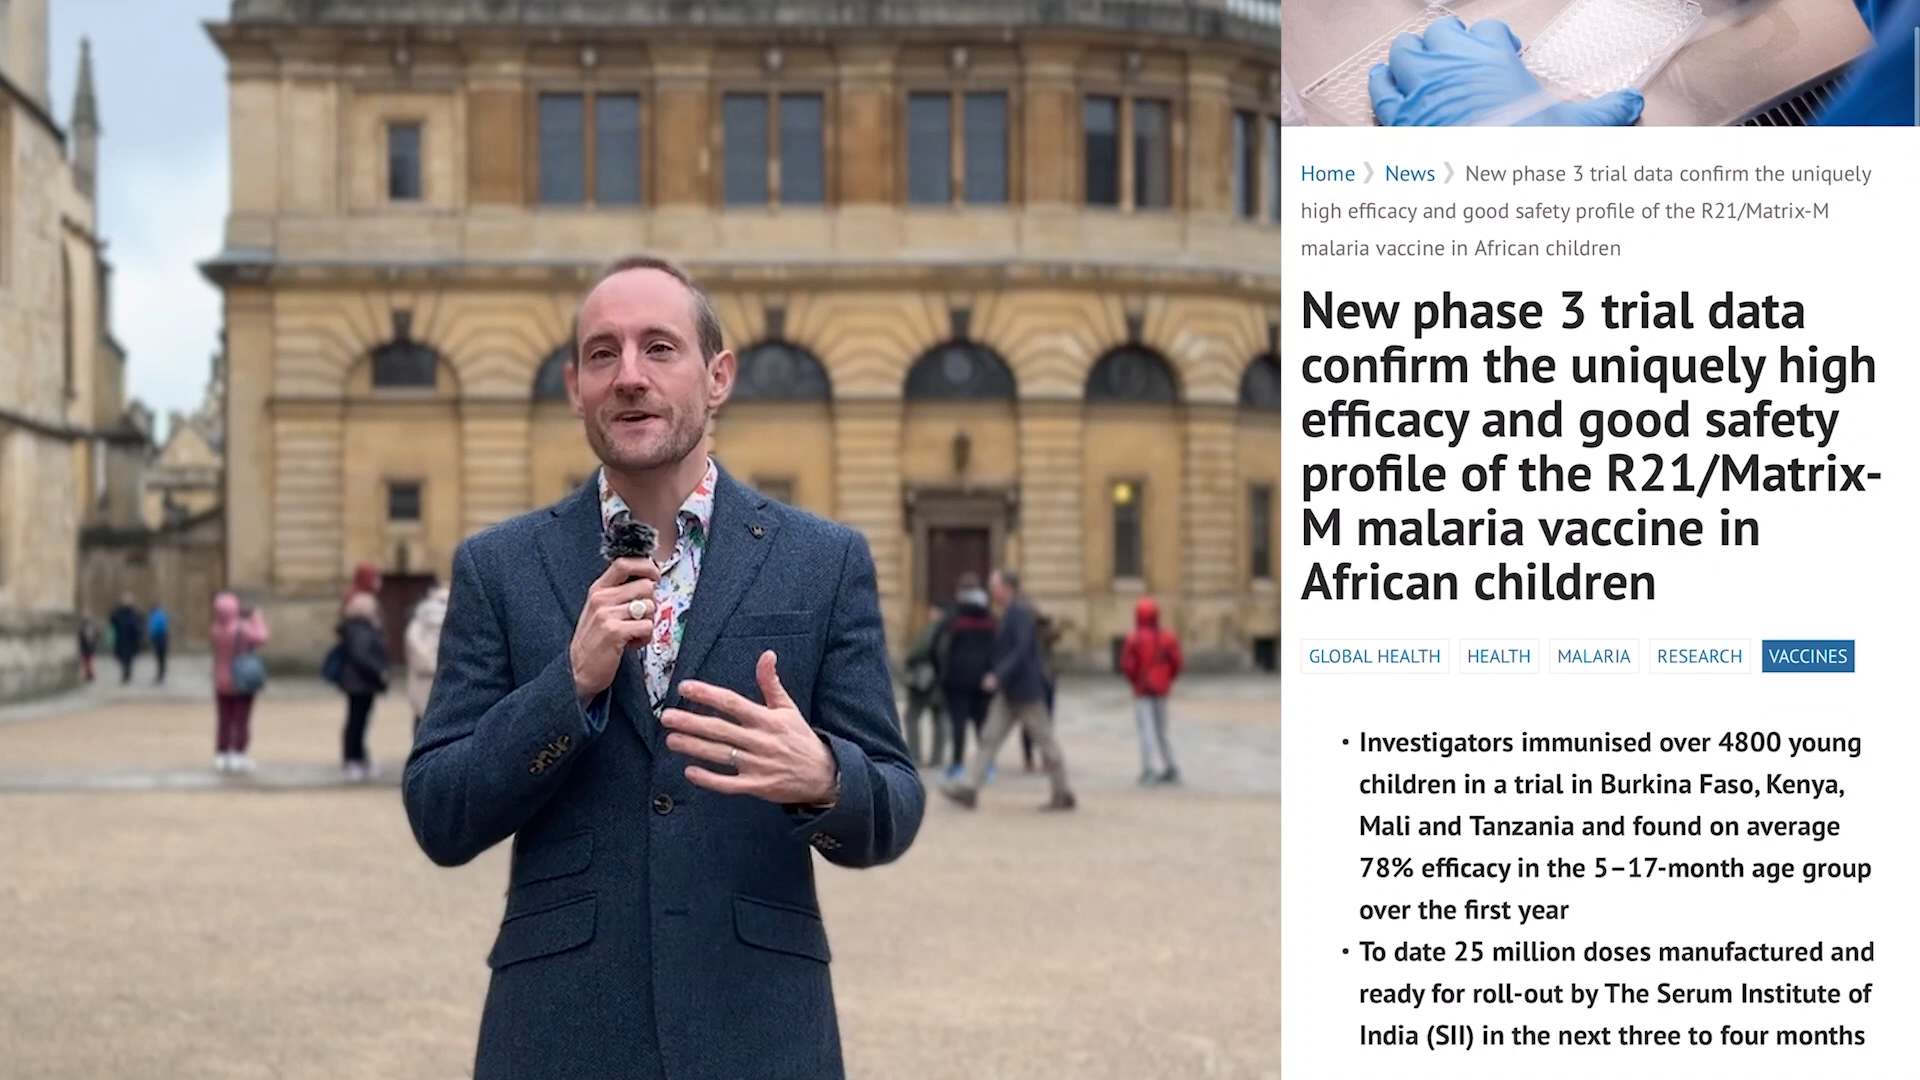 Home > News > New phase 3 trial data confirm the uniquely
high efficacy and good safety profile of the R21/Matrix-M
malaria vaccine in African children
New phase 3 trial data
confirm the uniquely high
efficacy and good safety
profile of the R21/Matrix-
M malaria vaccine in
African children
GLOBAL HEALTH HEALTH MALARIA RESEARCH VACCINES
• Investigators immunised over 4800 young
children in a trial in Burkina Faso, Kenya,
Mali and Tanzania and found on average
78% efficacy in the 5–17-month age group
over the first year
• To date 25 million doses manufactured and
ready for roll-out by The Serum Institute of
India (SII) in the next three to four months